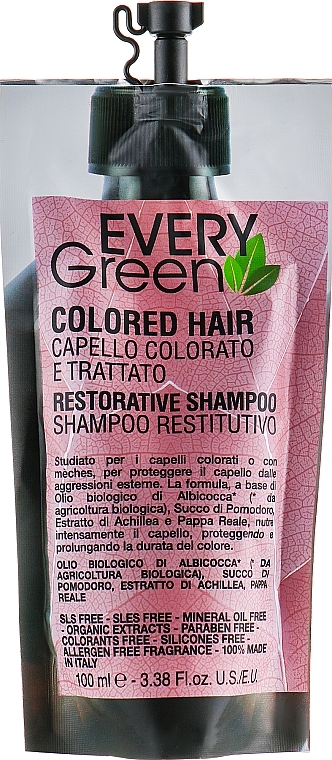 EVERY
Green
COLORED HAIR
CAPELLO COLORATO
E TRATTATO
RESTORATIVE SHAMPOO
SHAMPOO RESTITUTIVO
Studiato per i capelli colorati o con
mèches, per proteggere il capello dalle
aggressioni esterne. La formula, a base di
Olio biologico di Albicocca* (* da
agricoltura biologica), Succo di Pomodoro,
Estratto di Achillea e Pappa Reale, nutre
intensamente il capello, proteggendo e
prolungando la durata del colore.
OLIO BIOLOGICO DI ALBICOCCA* (* DA
AGRICOLTURA BIOLOGICA), SUCCO DI
POMODORO, ESTRATTO DI ACHILLEA, PAPPA
REALE
SLS FREE - SLES FREE - MINERAL OIL FREE
- ORGANIC EXTRACTS - PARABEN FREE -
COLORANTS FREE - SILICONES FREE -
ALLERGEN FREE FRAGRANCE - 100% MADE
IN ITALY
100 ml ℮ - 3.38 Fl.oz. U.S./E.U.